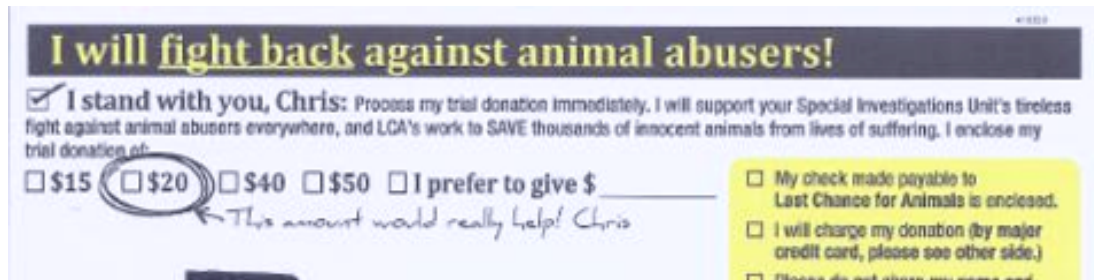 I will fight back against animal abusers!
I stand with you, Chris: Process my trial donation immediately. I will support your Special Investigations Unit's tireless
fight against animal abusers everywhere, and LCA's work to SAVE thousands of innocent animals from lives of suffering. I enclose my
trial donation of:
$15 $20 $40 $50 I prefer to give $
This amount would really help! Chris
My check made payable to
Last Chance for Animals is enclosed.
I will charge my donation (by major
credit card, please see other side.)